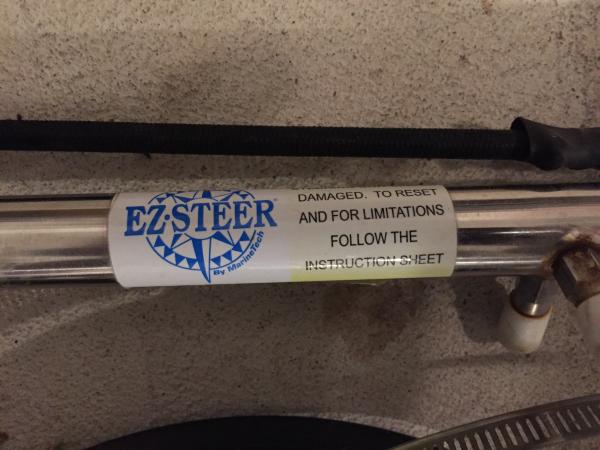 EZ·STEER®
By MarineTech
DAMAGED. TO RESET
AND FOR LIMITATIONS
FOLLOW THE
INSTRUCTION SHEET